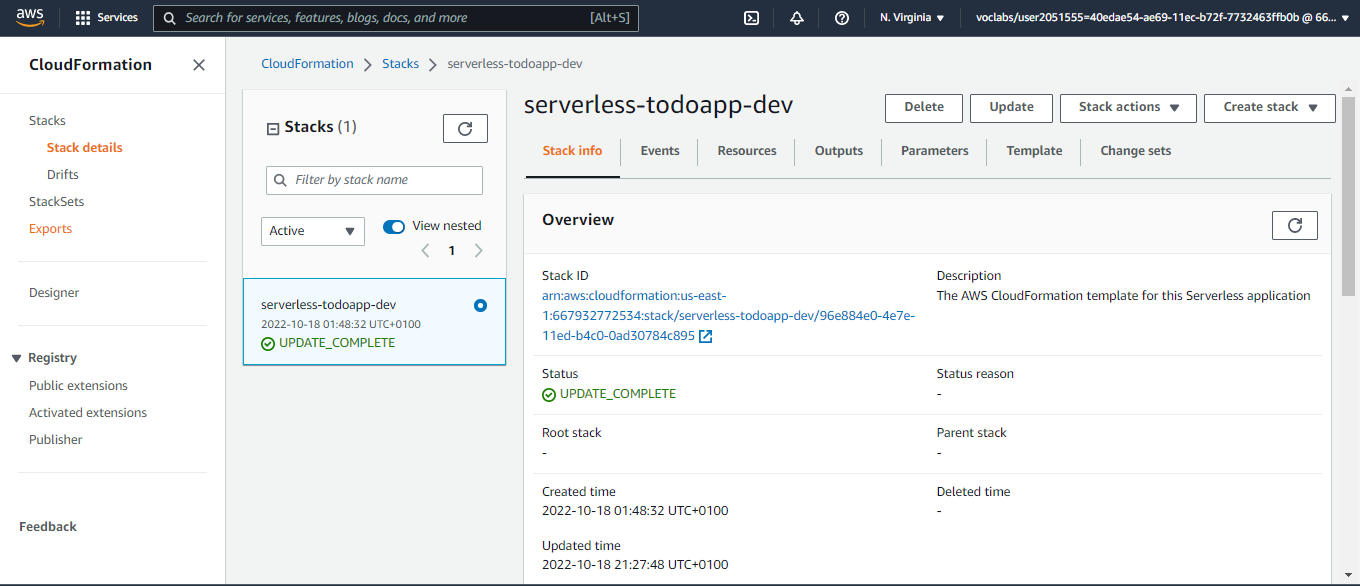 aws
Services
Search for services, features, blogs, docs, and more
[Alt+S]
N. Virginia
voclabs/user2051555=40edae54-ae69-11ec-b72f-7732463ffb0b @ 66...
CloudFormation
Stacks
Stack details
Drifts
StackSets
Exports
Designer
Registry
Public extensions
Activated extensions
Publisher
Feedback
CloudFormation
Stacks
serverless-todoapp-dev
Stacks (1)
Filter by stack name
Active
View nested
1
serverless-todoapp-dev
2022-10-18 01:48:32 UTC+0100
UPDATE_COMPLETE
serverless-todoapp-dev
Delete
Update
Stack actions
Create stack
Stack info
Events
Resources
Outputs
Parameters
Template
Change sets
Overview
Stack ID
arn:aws:cloudformation:us-east-
1:667932772534:stack/serverless-todoapp-dev/96e884e0-4e7e-
11ed-b4c0-0ad30784c895
Description
The AWS CloudFormation template for this Serverless application
Status
UPDATE_COMPLETE
Status reason
-
Root stack
-
Parent stack
-
Created time
2022-10-18 01:48:32 UTC+0100
Deleted time
-
Updated time
2022-10-18 21:27:48 UTC+0100